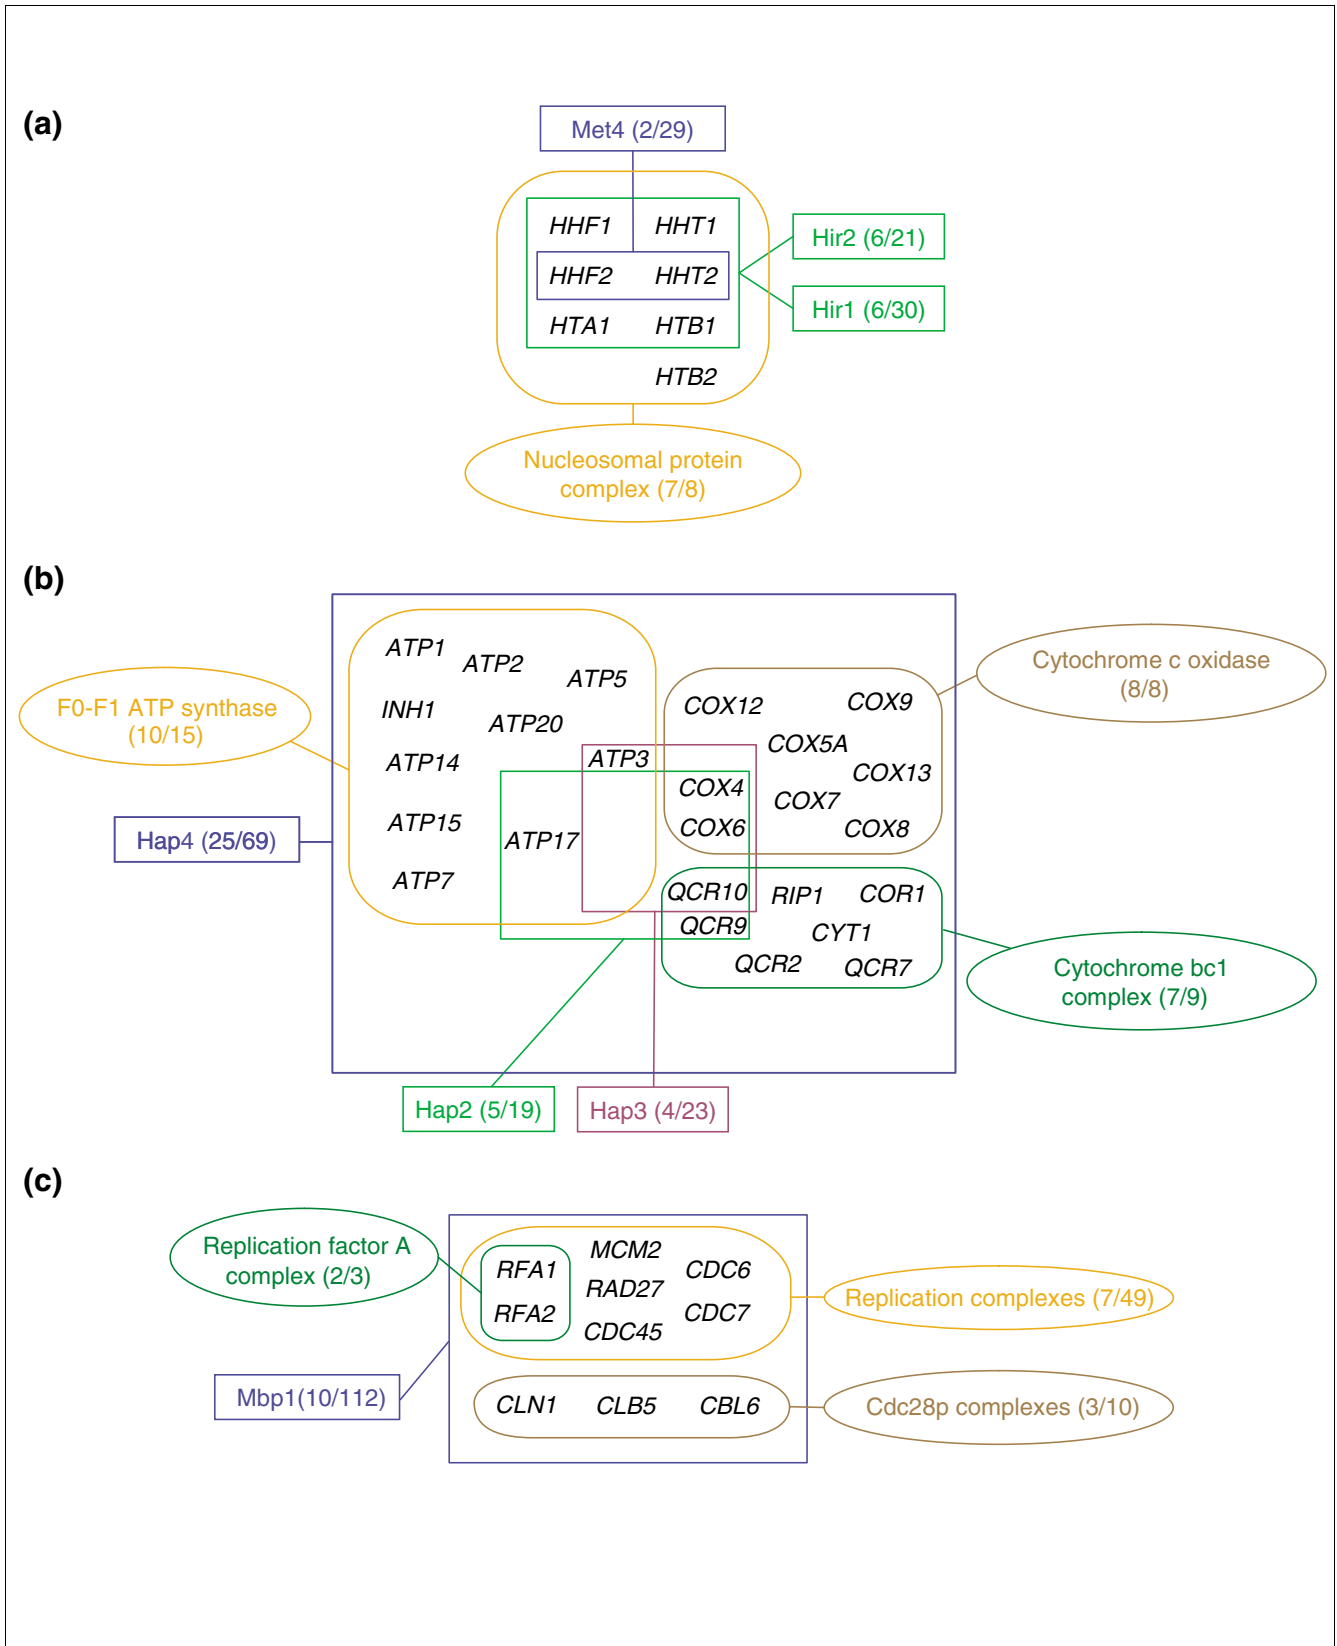 (a)
Met4 (2/29)
HHF1 HHT1
Hir2 (6/21)
HHF2 HHT2
Hir1 (6/30)
HTA1 HTB1
HTB2
Nucleosomal protein
complex (7/8)
(b)
ATP1
ATP2
ATP5
INH1
ATP20
ATP3
ATP14
ATP15
ATP17
ATP7
F0-F1 ATP synthase
(10/15)
Hap4 (25/69)
COX12
COX9
COX5A
COX13
COX4
COX7
COX6
COX8
Cytochrome c oxidase
(8/8)
QCR10
RIP1
COR1
QCR9
CYT1
QCR2
QCR7
Cytochrome bc1
complex (7/9)
Hap2 (5/19)
Hap3 (4/23)
(c)
Replication factor A
complex (2/3)
RFA1
RFA2
MCM2
RAD27
CDC45
CDC6
CDC7
Replication complexes (7/49)
Mbp1(10/112)
CLN1 CLB5 CBL6
Cdc28p complexes (3/10)